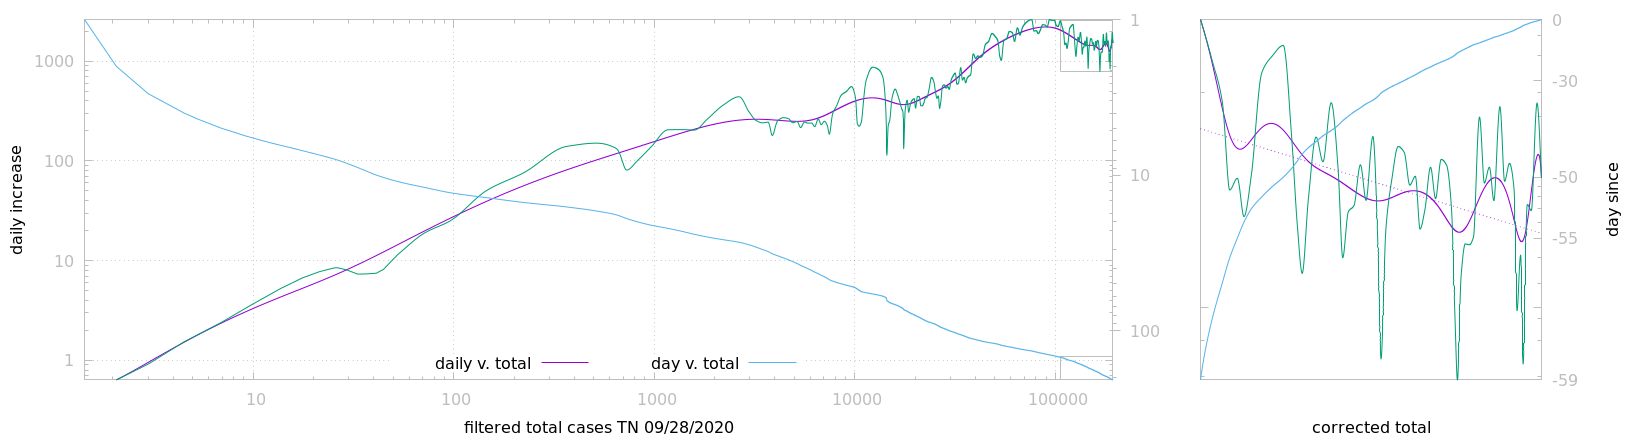 daily increase
1000
100
10
1
daily v. total
day v. total
10
100
1000
10000
100000
filtered total cases TN 09/28/2020
1
10
100
0
-30
-50
-55
-59
day since
corrected total